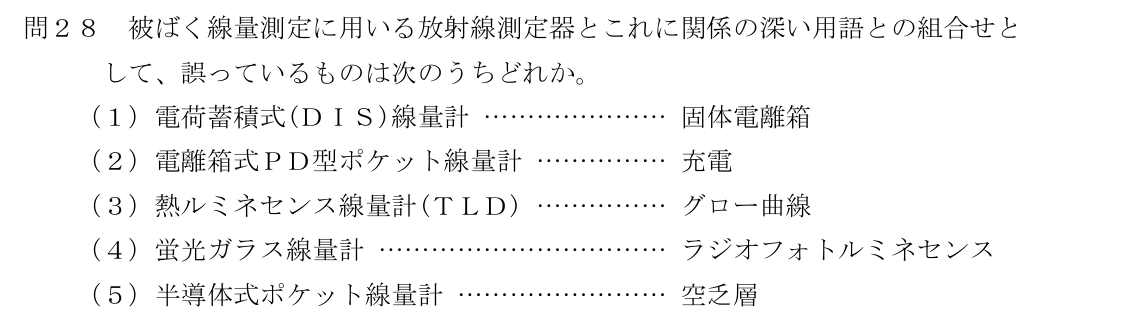 問２８　被ばく線量測定に用いる放射線測定器とこれに関係の深い用語との組合せと
して、誤っているものは次のうちどれか。
（１）電荷蓄積式(ＤＩＳ)線量計 ………………… 固体電離箱
（２）電離箱式ＰＤ型ポケット線量計 …………… 充電
（３）熱ルミネセンス線量計(ＴＬＤ) …………… グロー曲線
（４）蛍光ガラス線量計 ………………………… ラジオフォトルミネセンス
（５）半導体式ポケット線量計 ………………… 空乏層